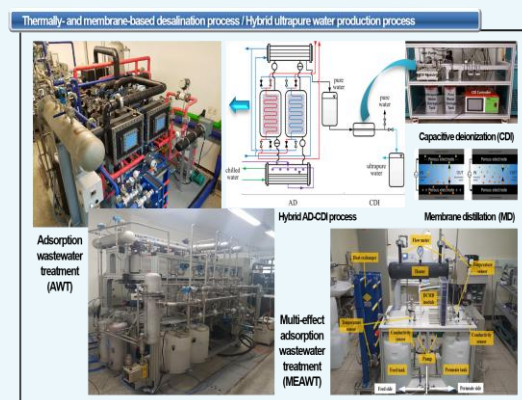 Thermally- and membrane-based desalination process / Hybrid ultrapure water production process
pure
water
pure
water
ultrapure
water
chilled
water
AD
CDI
Capacitive deionization (CDI)
Hybrid AD-CDI process
Membrane distillation (MD)
Adsorption
wastewater
treatment
(AWT)
Multi-effect
adsorption
wastewater
treatment
(MEAWT)
Flow meter
Heat exchanger
Heater
Temperature
sensor
DCMD
module
Temperature
sensor
Conductivity
sensor
Conductivity
sensor
Pump
Feed tank
Permeate tank
Feed side
Permeate side